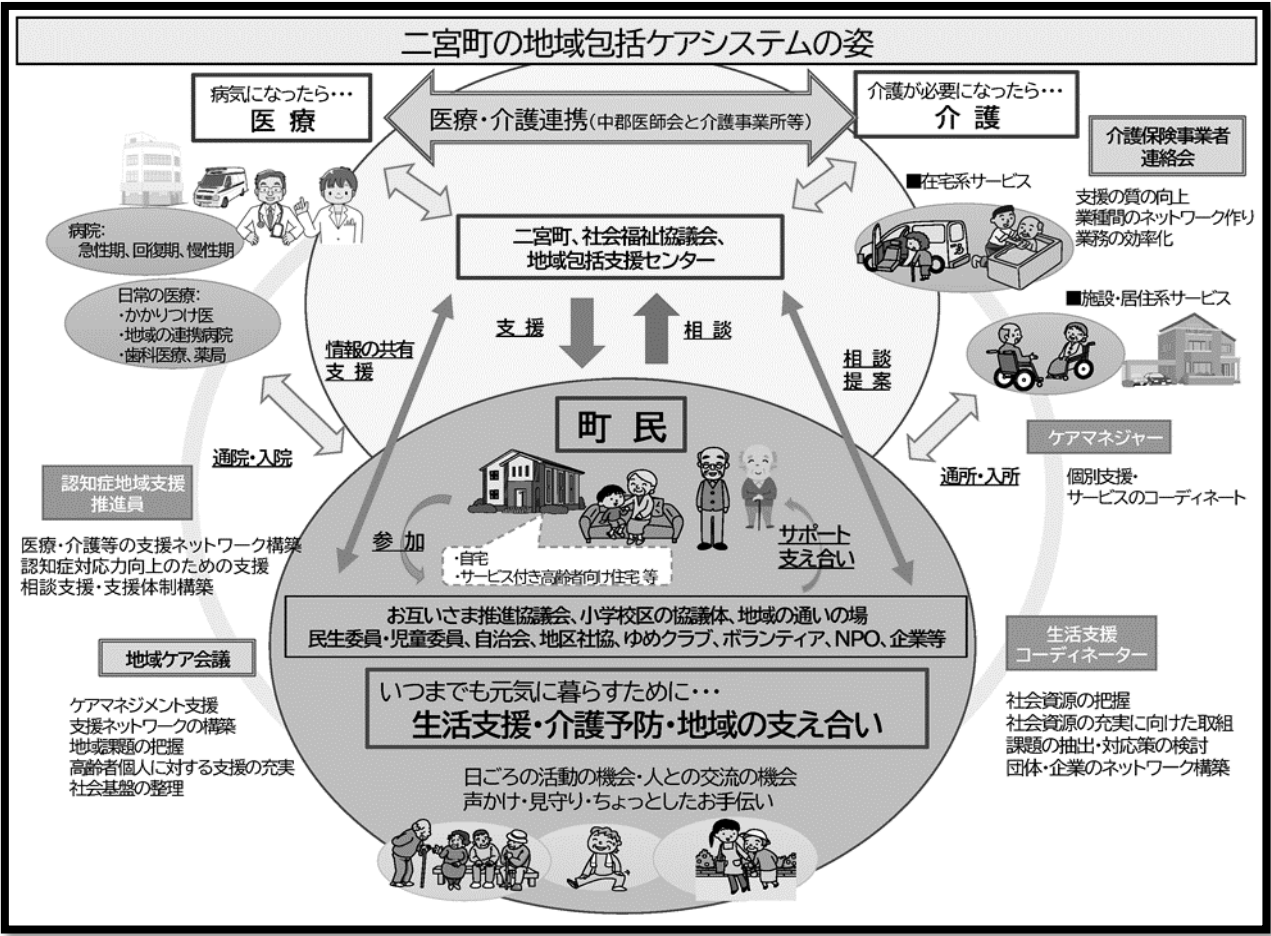 二宮町の地域包括ケアシステムの姿
病気になったら・・・
医 療
医療・介護連携(中郡医師会と介護事業所等)
介護が必要になったら・・・
介 護
介護保険事業者
連絡会
支援の質の向上
業種間のネットワーク作り
業務の効率化
■在宅系サービス
■施設・居住系サービス
病院:
急性期、回復期、慢性期
日常の医療:
・かかりつけ医
・地域の連携病院
・歯科医療、薬局
二宮町、社会福祉協議会、
地域包括支援センター
支 援
相 談
情報の共有
支 援
相 談
提 案
町 民
通院・入院
通所・入所
ケアマネジャー
個別支援・
サービスのコーディネート
認知症地域支援
推進員
医療・介護等の支援ネットワーク構築
認知症対応力向上のための支援
相談支援・支援体制構築
参 加
・自宅
・サービス付き高齢者向け住宅 等
サポート
支え合い
お互いさま推進協議会、小学校区の協議体、地域の通いの場
民生委員・児童委員、自治会、地区社協、ゆめクラブ、ボランティア、NPO、企業等
地域ケア会議
ケアマネジメント支援
支援ネットワークの構築
地域課題の把握
高齢者個人に対する支援の充実
社会基盤の整理
いつまでも元気に暮らすために・・・
生活支援・介護予防・地域の支え合い
日ごろの活動の機会・人との交流の機会
声かけ・見守り・ちょっとしたお手伝い
生活支援
コーディネーター
社会資源の把握
社会資源の充実に向けた取組
課題の抽出・対応策の検討
団体・企業のネットワーク構築